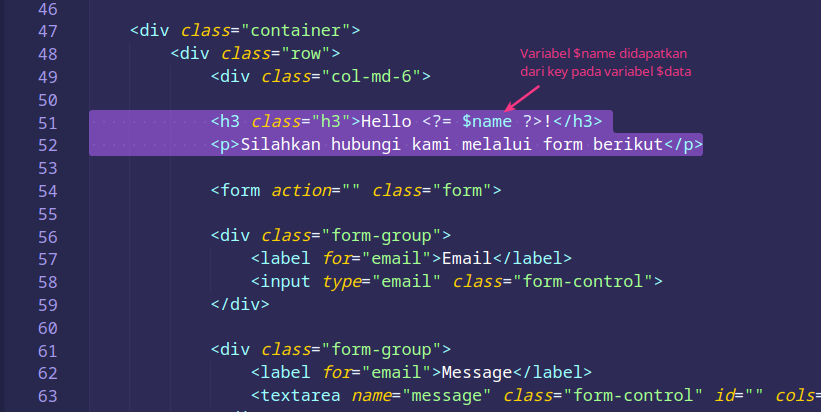 46
47 <div class="container">
48 <div class="row">
Variabel $name didapatkan
dari key pada variabel $data
49 <div class="col-md-6">
50
51 <h3 class="h3">Hello <?= $name ?>!</h3>
52 <p>Silahkan hubungi kami melalui form berikut</p>
53
54 <form action="" class="form">
55
56 <div class="form-group">
57 <label for="email">Email</label>
58 <input type="email" class="form-control">
59 </div>
60
61 <div class="form-group">
62 <label for="email">Message</label>
63 <textarea name="message" class="form-control" id="" cols=